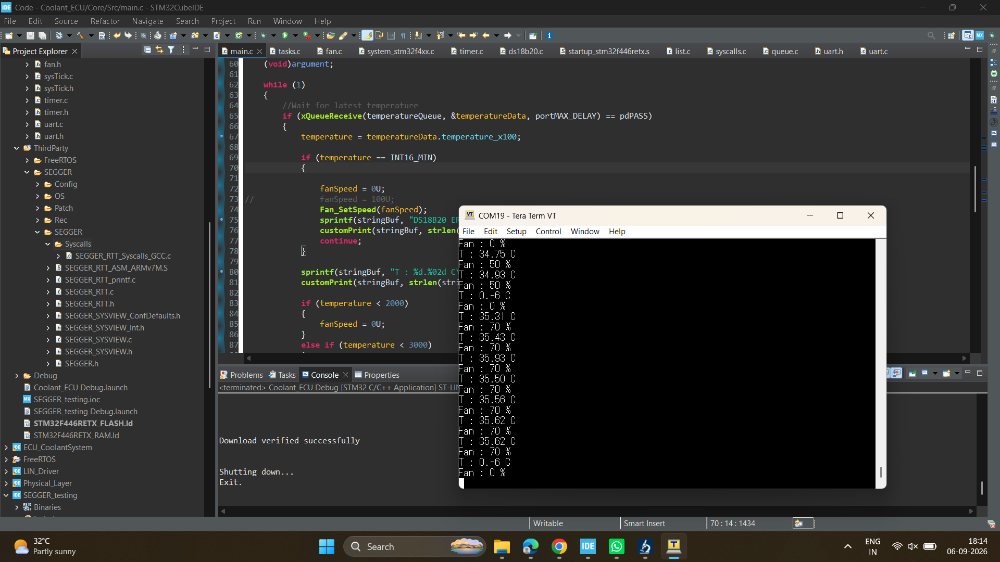 IDE Code - Coolant_ECU/Core/Src/main.c - STM32CubeIDE
File Edit Source Refactor Navigate Search Project Run Window Help
Project Explorer
fan.h
sysTick.c
sysTick.h
timer.c
timer.h
uart.c
uart.h
ThirdParty
FreeRTOS
SEGGER
Config
OS
Patch
Rec
SEGGER
Syscalls
SEGGER_RTT_Syscalls_GCC.c
SEGGER_RTT_ASM_ARMv7M.S
SEGGER_RTT_printf.c
SEGGER_RTT.c
SEGGER_RTT.h
SEGGER_SYSVIEW_ConfDefaults.h
SEGGER_SYSVIEW_Int.h
SEGGER_SYSVIEW.c
SEGGER_SYSVIEW.h
SEGGER.h
Debug
Coolant_ECU Debug.launch
MX SEGGER_testing.ioc
SEGGER_testing Debug.launch
STM32F446RETX_FLASH.ld
STM32F446RETX_RAM.ld
IDE ECU_CoolantSystem
FreeRTOS
IDE LIN_Driver
IDE Physical_Layer
IDE SEGGER_testing
Binaries
main.c tasks.c fan.c system_stm32f4xx.c timer.c ds18b20.c startup_stm32f446retx.s list.c syscalls.c queue.c uart.h uart.c
60 (void)argument;
61
62 while (1)
63 {
64 //Wait for latest temperature
65 if (xQueueReceive(temperatureQueue, &temperatureData, portMAX_DELAY) == pdPASS)
66 {
67 temperature = temperatureData.temperature_x100;
68
69 if (temperature == INT16_MIN)
70 {
71
72 fanSpeed = 0U;
73 // fanSpeed = 100U;
74 Fan_SetSpeed(fanSpeed);
75 sprintf(stringBuf, "DS18B20 ER
76 customPrint(stringBuf, strlen(
77 continue;
78 }
79
80 sprintf(stringBuf, "T : %d.%02d C\
81 customPrint(stringBuf, strlen(stri
82
83 if (temperature < 2000)
84 {
85 fanSpeed = 0U;
86 }
87 else if (temperature < 3000)
Problems Tasks Console Properties
<terminated> Coolant_ECU Debug [STM32 C/C++ Application] ST-LIN
Download verified successfully
Shutting down...
Exit.
VT COM19 - Tera Term VT
File Edit Setup Control Window Help
Fan : 0 %
T : 34.75 C
Fan : 50 %
T : 34.93 C
Fan : 50 %
T : 0.-6 C
Fan : 0 %
T : 35.31 C
Fan : 70 %
T : 35.43 C
Fan : 70 %
T : 35.93 C
Fan : 70 %
T : 35.50 C
Fan : 70 %
T : 35.56 C
Fan : 70 %
T : 35.62 C
Fan : 70 %
T : 35.62 C
Fan : 70 %
T : 0.-6 C
Fan : 0 %
Writable Smart Insert 70 : 14 : 1434
32°C
Partly sunny
Search
IDE
ENG
IN
18:14
06-09-2026